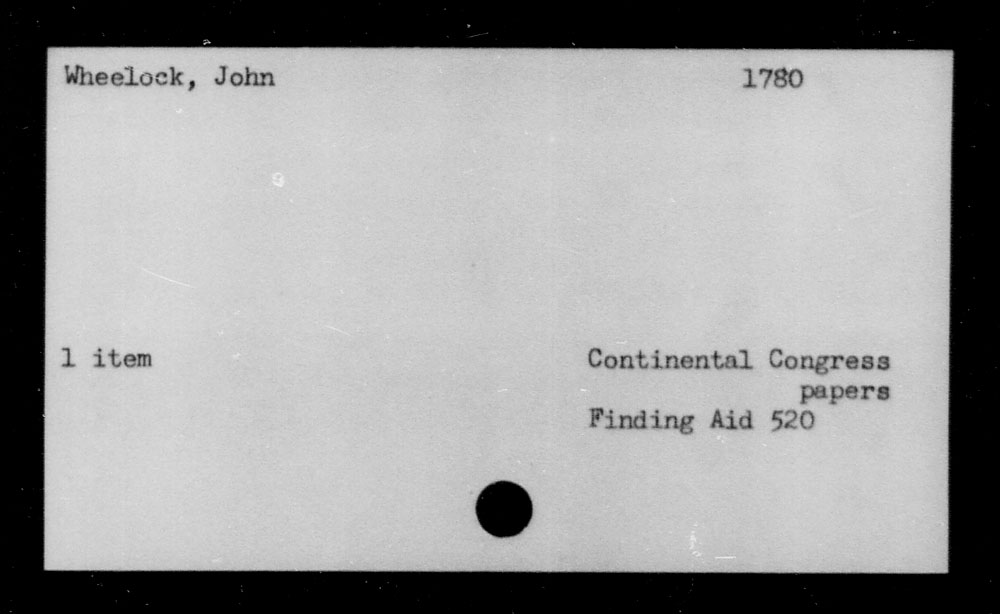 Wheelock, John 1780
1 item Continental Congress
papers
Finding Aid 520